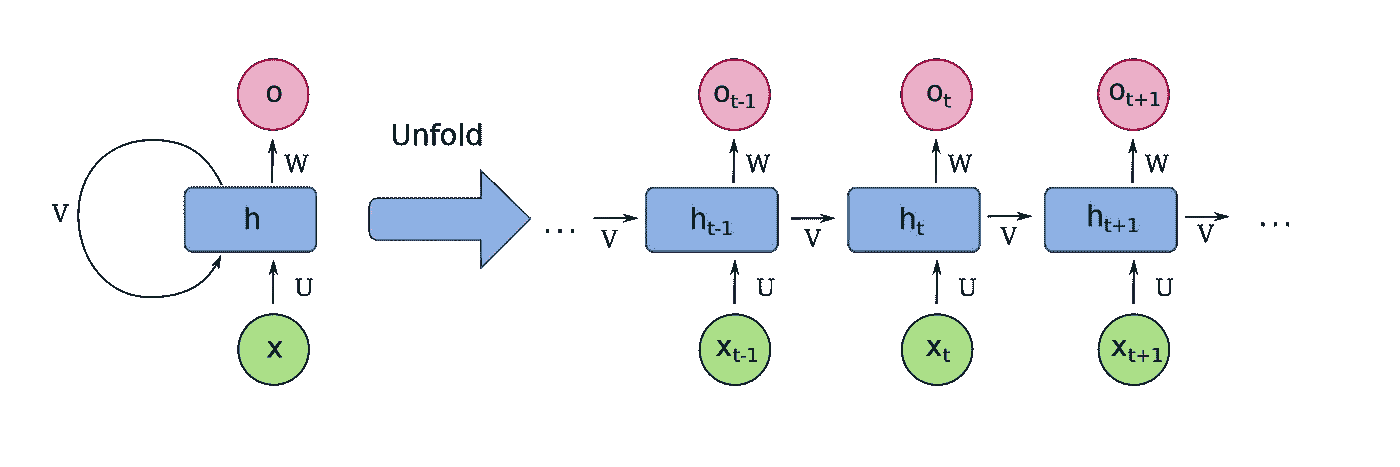 o o_{t-1} o_t o_{t+1}
Unfold
W W W W
V h ... h_{t-1} h_t h_{t+1} ...
V V V V
U U U U
x x_{t-1} x_t x_{t+1}